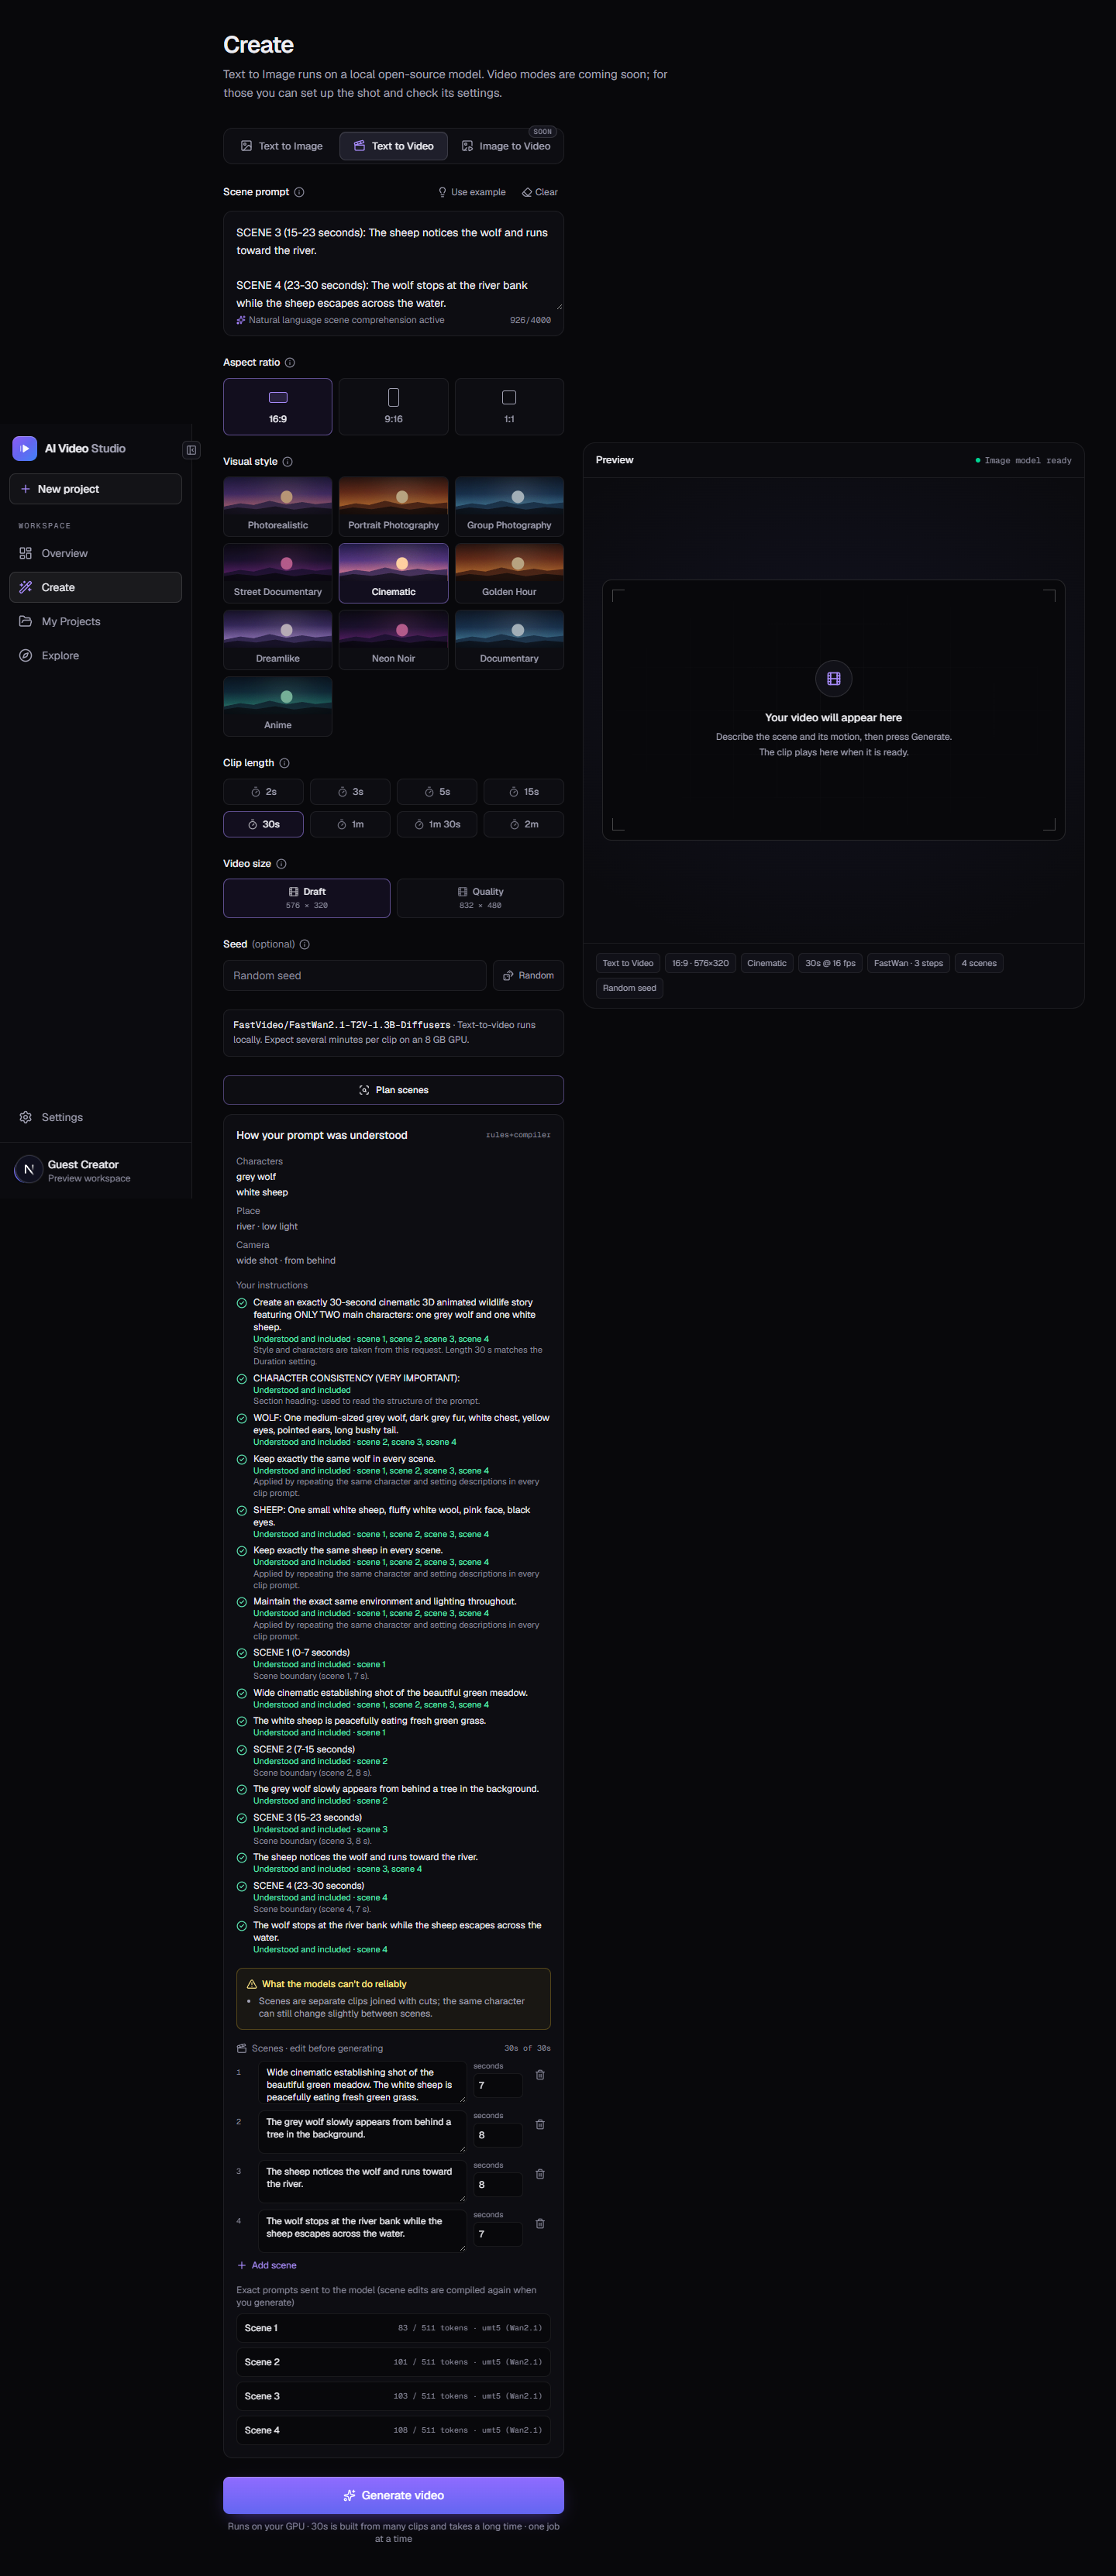 Create
Text to Image runs on a local open-source model. Video modes are coming soon; for
those you can set up the shot and check its settings.
Text to Image
Text to Video
Image to Video
SOON
Scene prompt
Use example
Clear
SCENE 3 (15-23 seconds): The sheep notices the wolf and runs
toward the river.
SCENE 4 (23-30 seconds): The wolf stops at the river bank
while the sheep escapes across the water.
Natural language scene comprehension active
926/4000
Aspect ratio
16:9
9:16
1:1
AI Video Studio
New project
WORKSPACE
Overview
Create
My Projects
Explore
Settings
Guest Creator
Preview workspace
Visual style
Photorealistic
Portrait Photography
Group Photography
Street Documentary
Cinematic
Golden Hour
Dreamlike
Neon Noir
Documentary
Anime
Clip length
2s
3s
5s
15s
30s
1m
1m 30s
2m
Video size
Draft
576 × 320
Quality
832 × 480
Seed (optional)
Random seed
Random
FastVideo/FastWan2.1-T2V-1.3B-Diffusers · Text-to-video runs
locally. Expect several minutes per clip on an 8 GB GPU.
Plan scenes
Preview
Image model ready
Your video will appear here
Describe the scene and its motion, then press Generate.
The clip plays here when it is ready.
Text to Video
16:9 · 576×320
Cinematic
30s @ 16 fps
FastWan · 3 steps
4 scenes
Random seed
How your prompt was understood
rules+compiler
Characters
grey wolf
white sheep
Place
river · low light
Camera
wide shot · from behind
Your instructions
Create an exactly 30-second cinematic 3D animated wildlife story
featuring ONLY TWO main characters: one grey wolf and one white
sheep.
Understood and included · scene 1, scene 2, scene 3, scene 4
Style and characters are taken from this request. Length 30 s matches the
Duration setting.
CHARACTER CONSISTENCY (VERY IMPORTANT):
Understood and included
Section heading: used to read the structure of the prompt.
WOLF: One medium-sized grey wolf, dark grey fur, white chest, yellow
eyes, pointed ears, long bushy tail.
Understood and included · scene 2, scene 3, scene 4
Keep exactly the same wolf in every scene.
Understood and included · scene 1, scene 2, scene 3, scene 4
Applied by repeating the same character and setting descriptions in every
clip prompt.
SHEEP: One small white sheep, fluffy white wool, pink face, black
eyes.
Understood and included · scene 1, scene 2, scene 3, scene 4
Keep exactly the same sheep in every scene.
Understood and included · scene 1, scene 2, scene 3, scene 4
Applied by repeating the same character and setting descriptions in every
clip prompt.
Maintain the exact same environment and lighting throughout.
Understood and included · scene 1, scene 2, scene 3, scene 4
Applied by repeating the same character and setting descriptions in every
clip prompt.
SCENE 1 (0-7 seconds)
Understood and included · scene 1
Scene boundary (scene 1, 7 s).
Wide cinematic establishing shot of the beautiful green meadow.
Understood and included · scene 1, scene 2, scene 3, scene 4
The white sheep is peacefully eating fresh green grass.
Understood and included · scene 1
SCENE 2 (7-15 seconds)
Understood and included · scene 2
Scene boundary (scene 2, 8 s).
The grey wolf slowly appears from behind a tree in the background.
Understood and included · scene 2
SCENE 3 (15-23 seconds)
Understood and included · scene 3
Scene boundary (scene 3, 8 s).
The sheep notices the wolf and runs toward the river.
Understood and included · scene 3, scene 4
SCENE 4 (23-30 seconds)
Understood and included · scene 4
Scene boundary (scene 4, 7 s).
The wolf stops at the river bank while the sheep escapes across the
water.
Understood and included · scene 4
What the models can't do reliably
• Scenes are separate clips joined with cuts; the same character
can still change slightly between scenes.
Scenes · edit before generating
30s of 30s
1
Wide cinematic establishing shot of the
beautiful green meadow. The white sheep is
peacefully eating fresh green grass.
seconds
7
2
The grey wolf slowly appears from behind a
tree in the background.
seconds
8
3
The sheep notices the wolf and runs toward
the river.
seconds
8
4
The wolf stops at the river bank while the
sheep escapes across the water.
seconds
7
Add scene
Exact prompts sent to the model (scene edits are compiled again when
you generate)
Scene 1
83 / 511 tokens · umt5 (Wan2.1)
Scene 2
101 / 511 tokens · umt5 (Wan2.1)
Scene 3
103 / 511 tokens · umt5 (Wan2.1)
Scene 4
108 / 511 tokens · umt5 (Wan2.1)
Generate video
Runs on your GPU · 30s is built from many clips and takes a long time · one job
at a time